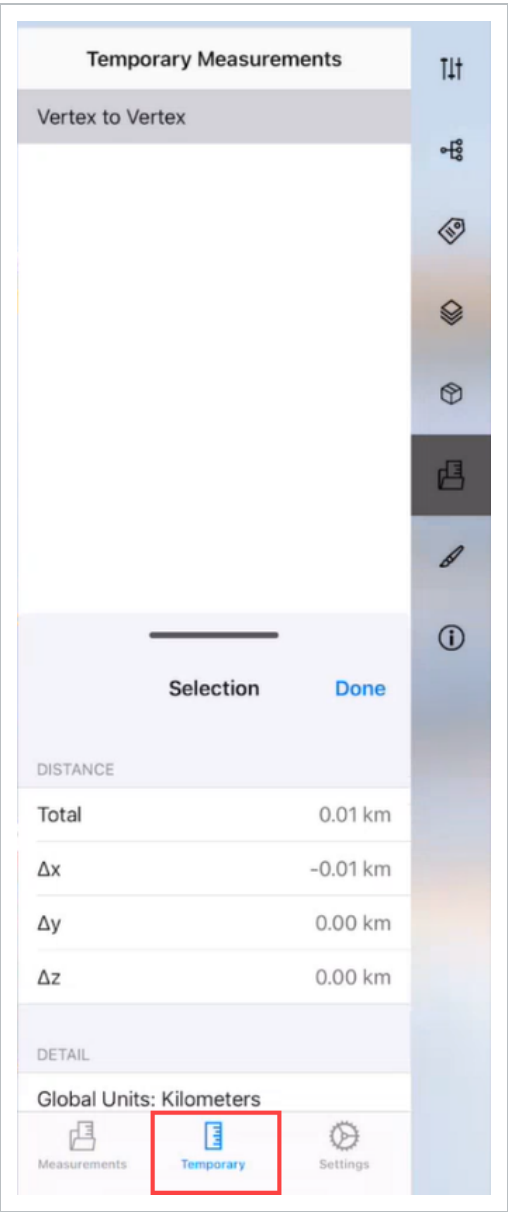 Temporary Measurements
Vertex to Vertex
Selection Done
DISTANCE
Total 0.01 km
Δx -0.01 km
Δy 0.00 km
Δz 0.00 km
DETAIL
Global Units: Kilometers
Measurements Temporary Settings